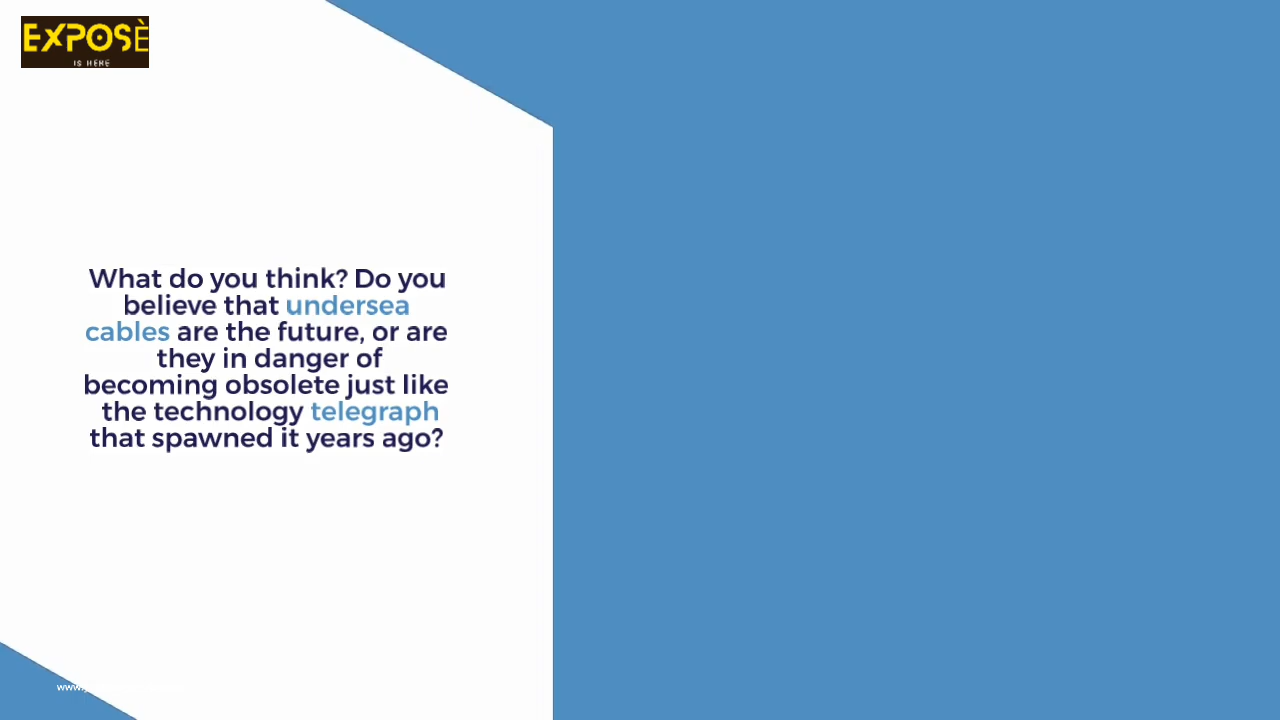 EXPOSÈ
IS HERE
What do you think? Do you
believe that undersea
cables are the future, or are
they in danger of
becoming obsolete just like
the technology telegraph
that spawned it years ago?